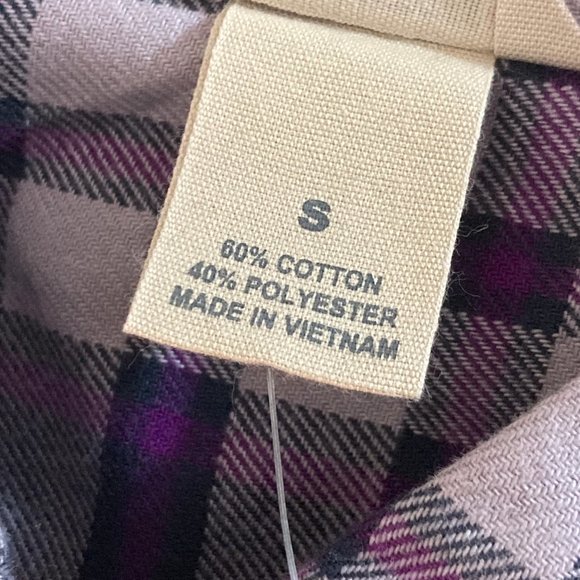 S
60% COTTON
40% POLYESTER
MADE IN VIETNAM